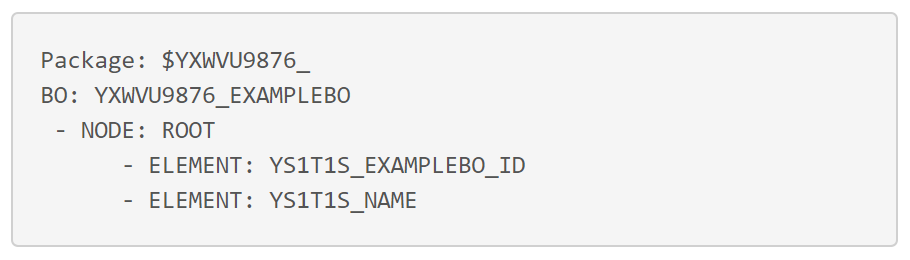 Package: $YXWVU9876_
BO: YXWVU9876_EXAMPLEBO
- NODE: ROOT
- ELEMENT: YS1T1S_EXAMPLEBO_ID
- ELEMENT: YS1T1S_NAME